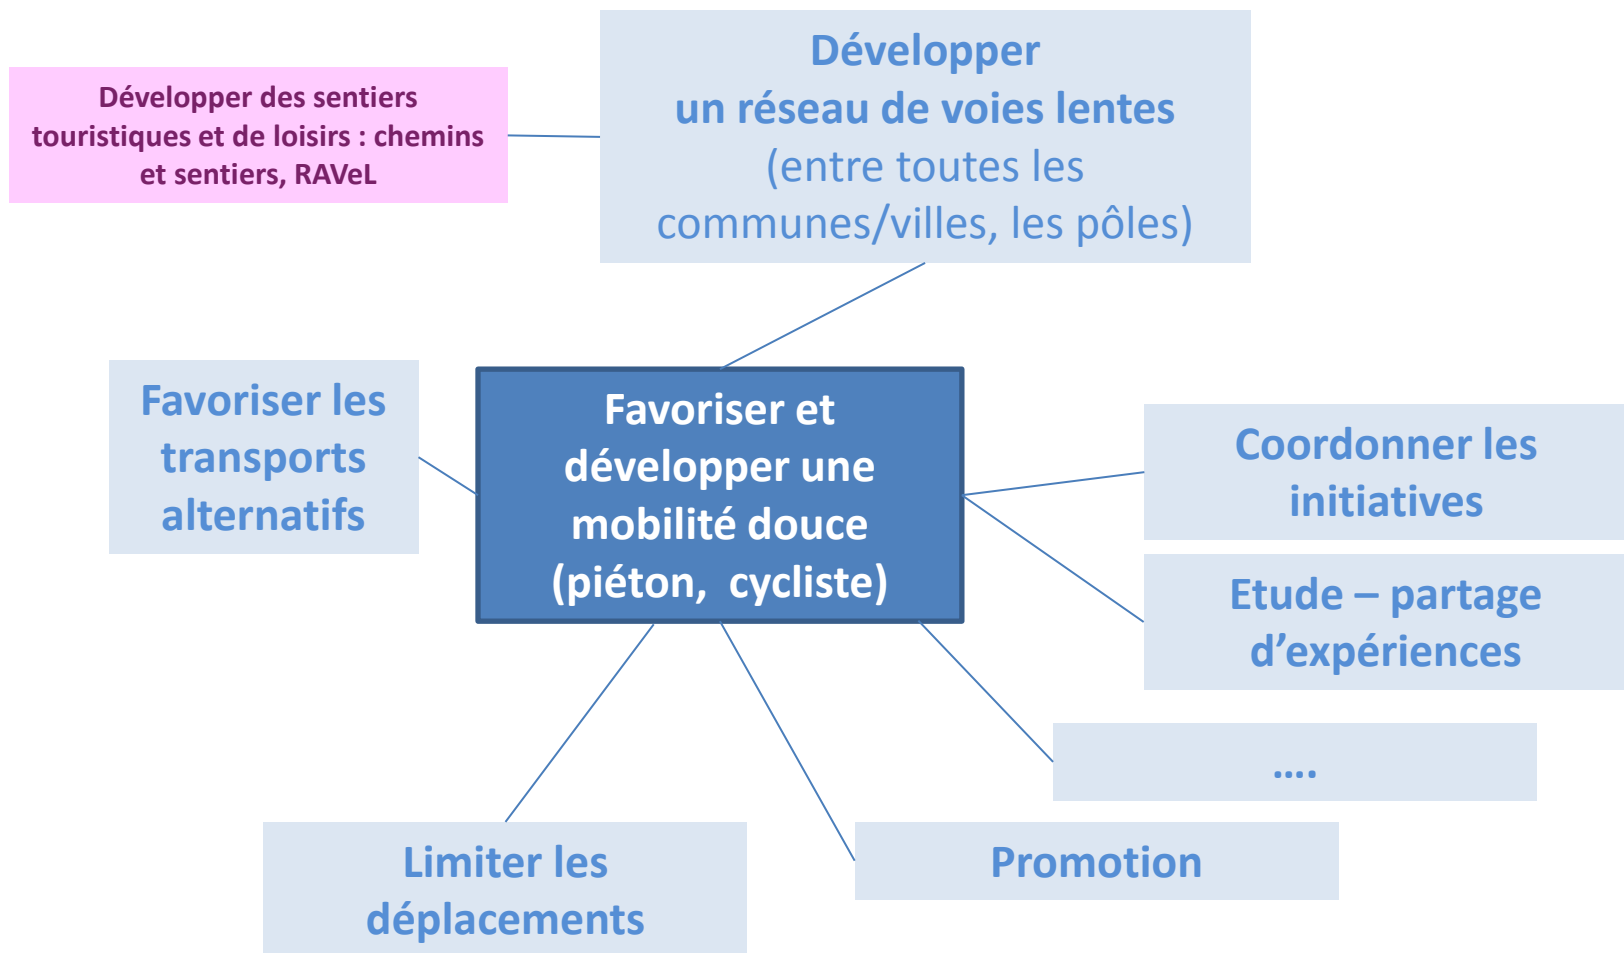 Développer
un réseau de voies lentes
(entre toutes les
communes/villes, les pôles)
Développer des sentiers
touristiques et de loisirs : chemins
et sentiers, RAVeL
Favoriser les
transports
alternatifs
Favoriser et
développer une
mobilité douce
(piéton,  cycliste)
Coordonner les
initiatives
Etude – partage
d’expériences
....
Promotion
Limiter les
déplacements